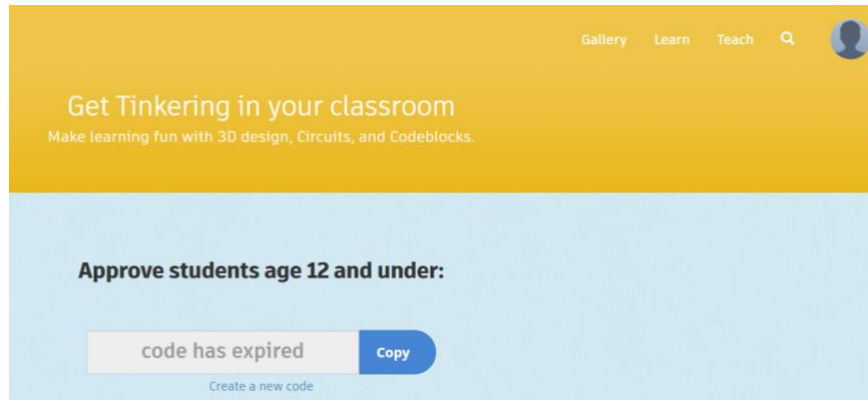 Gallery Learn Teach
Get Tinkering in your classroom
Make learning fun with 3D design, Circuits, and Codeblocks.
Approve students age 12 and under:
code has expired Copy
Create a new code